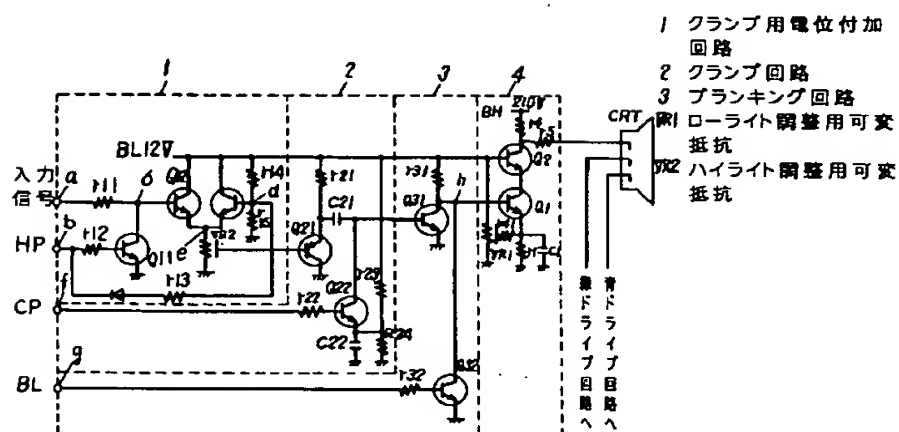 1 クランプ用電位付加
回路
2 クランプ回路
3 ブランキング回路
VR1 ローライト調整用可変
抵抗
VR2 ハイライト調整用可変
抵抗
1
2
3
4
BL12V
BH
210V
CRT
入力
信号
a
HP
b
CP
f
BL
g
r11
r12
r13
r14
Q11
d
e
r21
C21
Q21
r22
Q22
r23
C22
r31
Q31
r32
Q32
h
r4
r5
Q2
Q1
VR1
緑ドライブ回路へ
青ドライブ回路へ